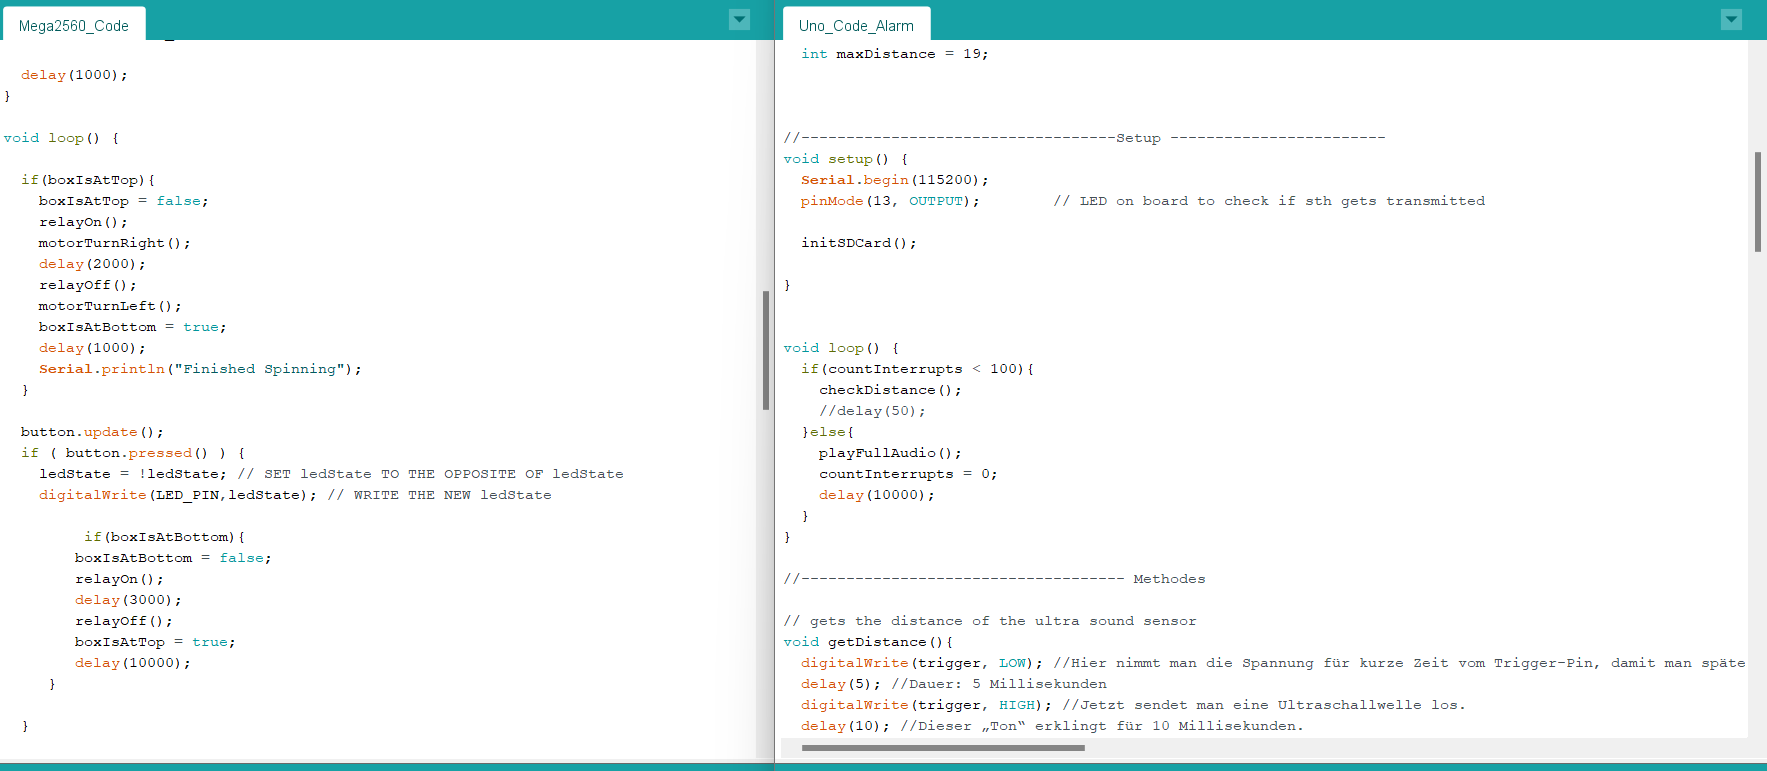 Mega2560_Code
delay(1000);
}
void loop() {
if(boxIsAtTop){
boxIsAtTop = false;
relayOn();
motorTurnRight();
delay(2000);
relayOff();
motorTurnLeft();
boxIsAtBottom = true;
delay(1000);
Serial.println("Finished Spinning");
}
button.update();
if ( button.pressed() ) {
ledState = !ledState; // SET ledState TO THE OPPOSITE OF ledState
digitalWrite(LED_PIN,ledState); // WRITE THE NEW ledState
if(boxIsAtBottom){
boxIsAtBottom = false;
relayOn();
delay(3000);
relayOff();
boxIsAtTop = true;
delay(10000);
}
}
Uno_Code_Alarm
int maxDistance = 19;
//-----------------------------------Setup ------------------------
void setup() {
Serial.begin(115200);
pinMode(13, OUTPUT); // LED on board to check if sth gets transmitted
initSDCard();
}
void loop() {
if(countInterrupts < 100){
checkDistance();
//delay(50);
}else{
playFullAudio();
countInterrupts = 0;
delay(10000);
}
}
//------------------------------------ Methodes
// gets the distance of the ultra sound sensor
void getDistance(){
digitalWrite(trigger, LOW); //Hier nimmt man die Spannung für kurze Zeit vom Trigger-Pin, damit man späte
delay(5); //Dauer: 5 Millisekunden
digitalWrite(trigger, HIGH); //Jetzt sendet man eine Ultraschallwelle los.
delay(10); //Dieser „Ton“ erklingt für 10 Millisekunden.